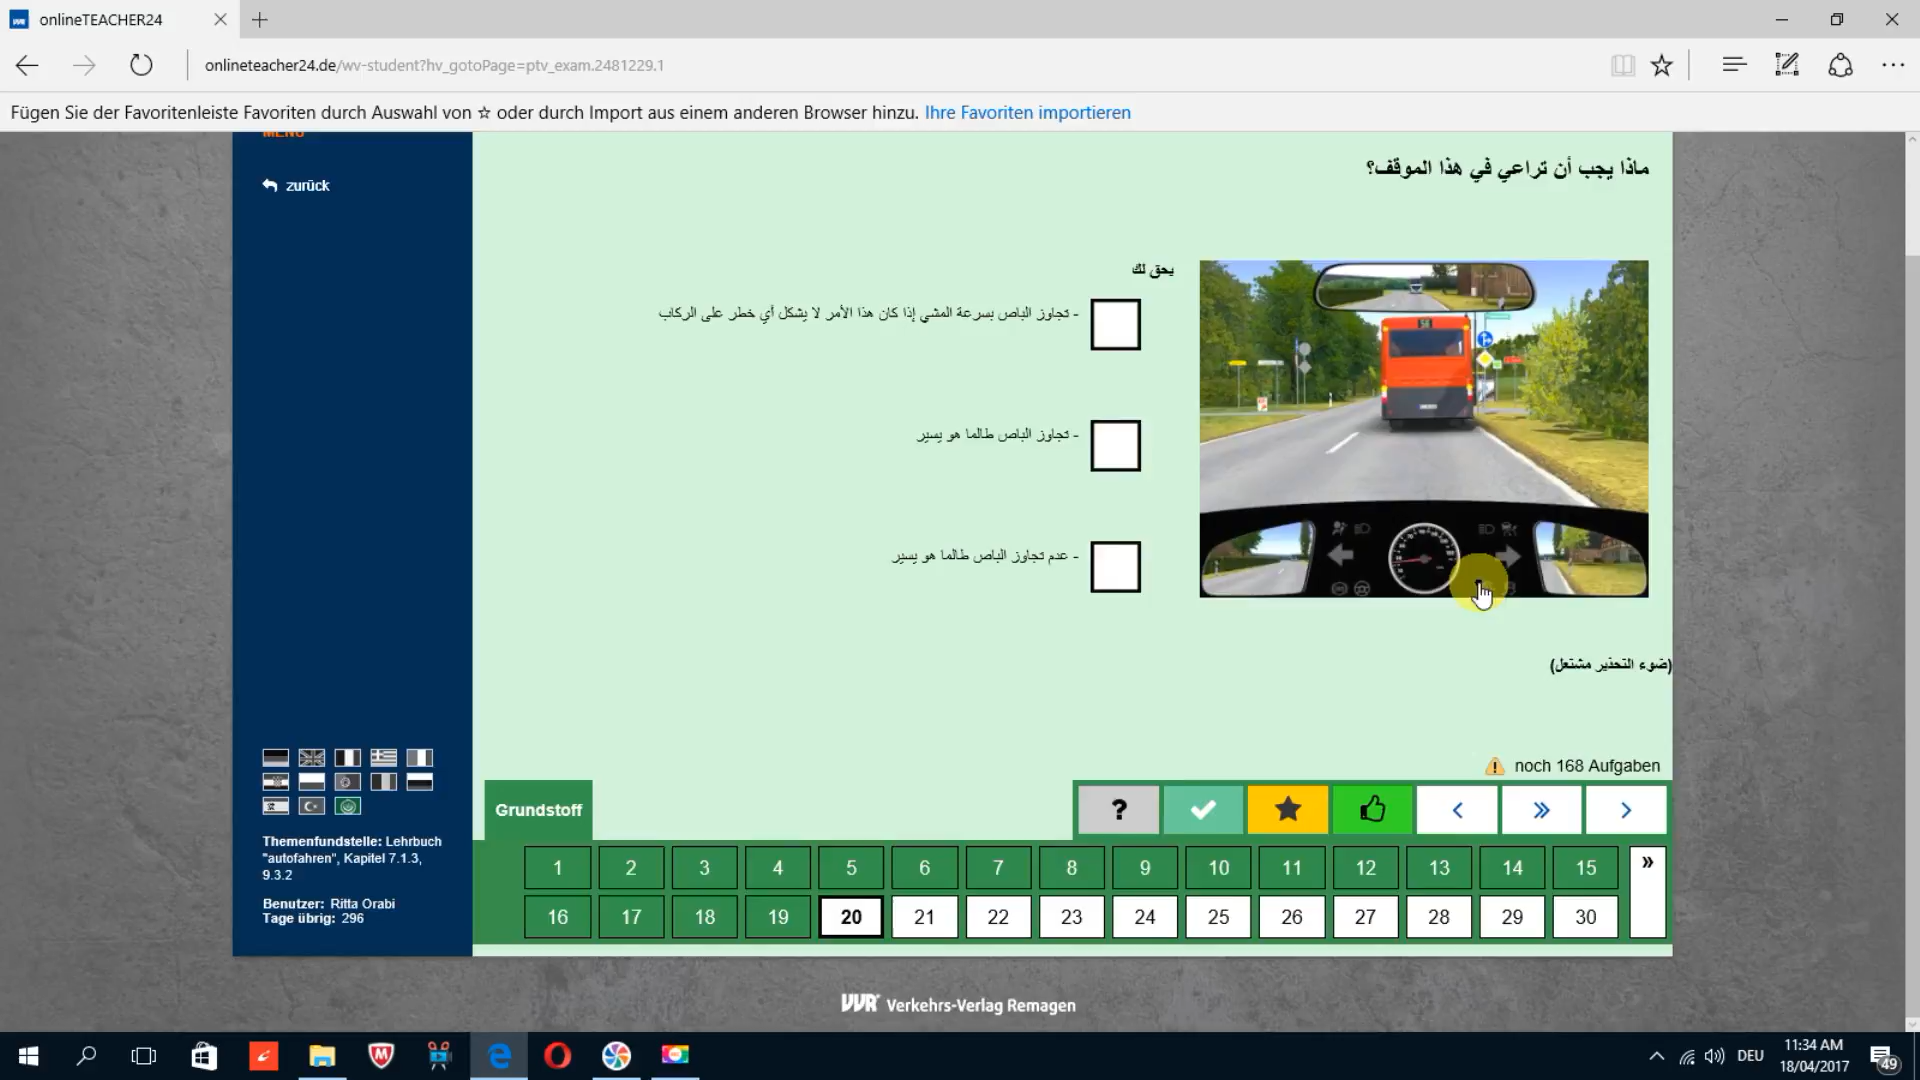 onlineTEACHER24
onlineteacher24.de/wv-student?hv_gotoPage=ptv_exam.2481229.1
Fügen Sie der Favoritenleiste Favoriten durch Auswahl von ☆ oder durch Import aus einem anderen Browser hinzu. Ihre Favoriten importieren
MENÜ
zurück
ماذا يجب أن تراعي في هذا الموقف؟
يحق لك
- تجاوز الباص بسرعة المشي إذا كان هذا الأمر لا يشكل أي خطر على الركاب
- تجاوز الباص طالما هو يسير
- عدم تجاوز الباص طالما هو يسير
(ضوء التحذير مشتعل)
noch 168 Aufgaben
Grundstoff
?
1 2 3 4 5 6 7 8 9 10 11 12 13 14 15 »
16 17 18 19 20 21 22 23 24 25 26 27 28 29 30
Themenfundstelle: Lehrbuch
"autofahren", Kapitel 7.1.3,
9.3.2
Benutzer: Ritta Orabi
Tage übrig: 296
VVR Verkehrs-Verlag Remagen
DEU
11:34 AM
18/04/2017
49